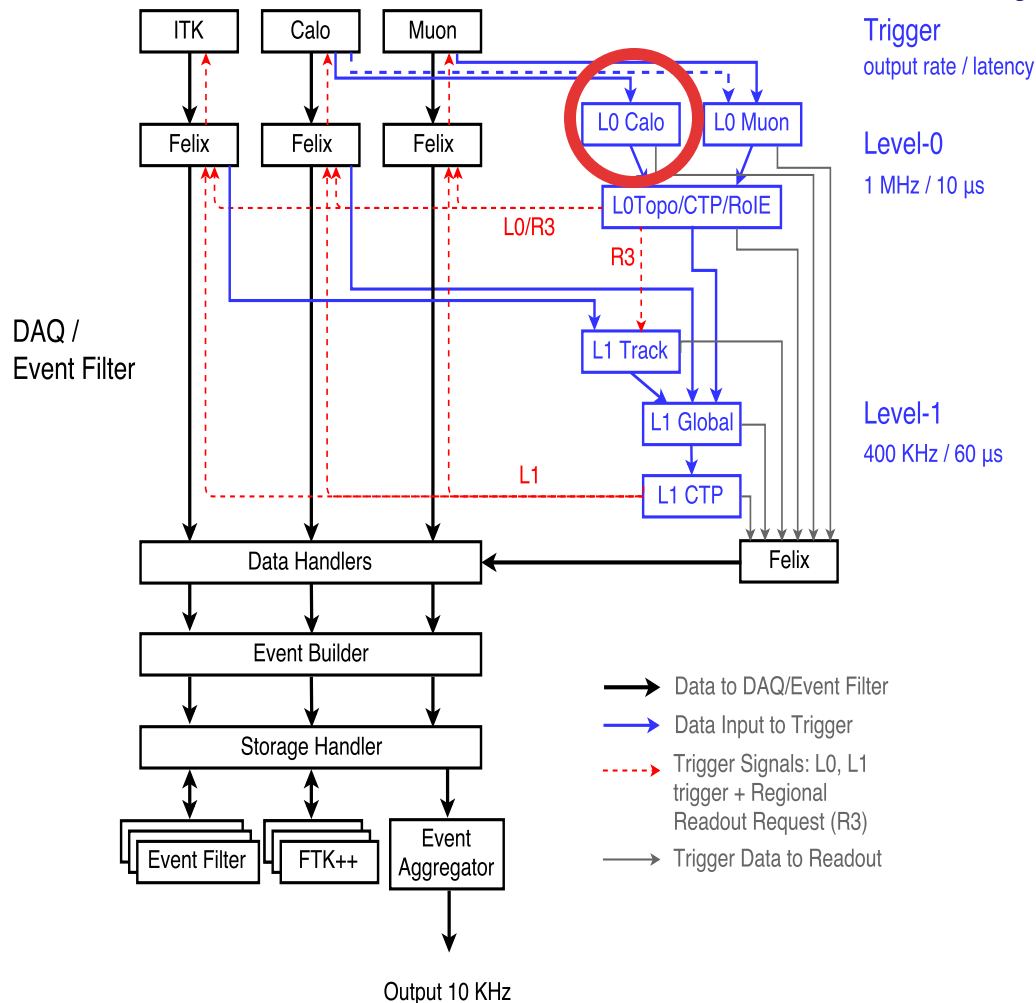 ITK
Calo
Muon
Trigger
output rate / latency
L0 Calo
L0 Muon
Felix
Felix
Felix
Level-0
1 MHz / 10 µs
L0Topo/CTP/RoIE
L0/R3
R3
DAQ /
Event Filter
L1 Track
L1 Global
Level-1
400 KHz / 60 µs
L1
L1 CTP
Data Handlers
Felix
Event Builder
Data to DAQ/Event Filter
Data Input to Trigger
Storage Handler
Trigger Signals: L0, L1
trigger + Regional
Readout Request (R3)
Event Filter
FTK++
Event
Aggregator
Trigger Data to Readout
Output 10 KHz